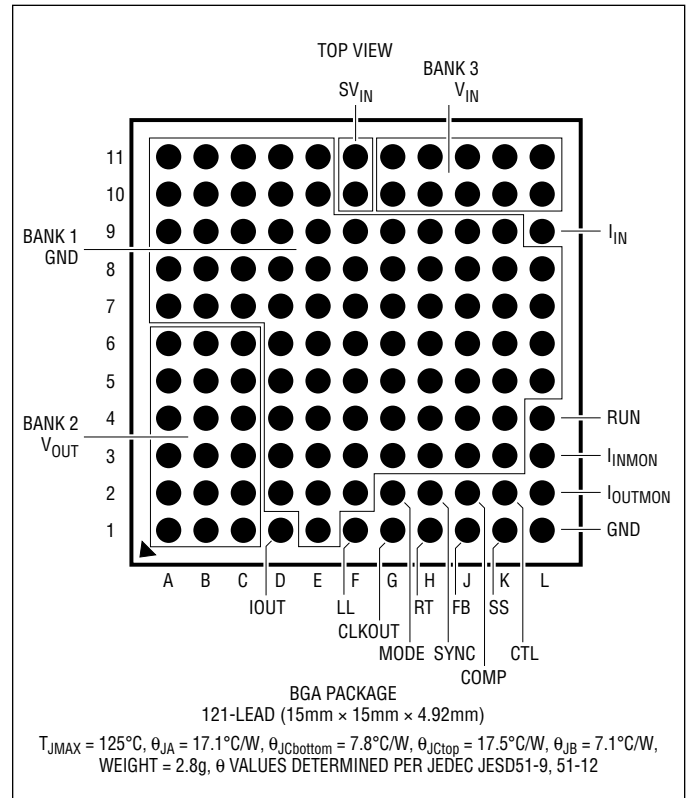 TOP VIEW
BANK 3
SV_IN
V_IN
11
10
9
I_IN
BANK 1
GND
8
7
6
5
4
RUN
BANK 2
V_OUT
3
I_INMON
2
I_OUTMON
1
GND
A B C D E F G H J K L
IOUT LL RT FB SS
CLKOUT
MODE SYNC CTL
COMP
BGA PACKAGE
121-LEAD (15mm × 15mm × 4.92mm)
T_JMAX = 125°C, θ_JA = 17.1°C/W, θ_JCbottom = 7.8°C/W, θ_JCtop = 17.5°C/W, θ_JB = 7.1°C/W,
WEIGHT = 2.8g, θ VALUES DETERMINED PER JEDEC JESD51-9, 51-12